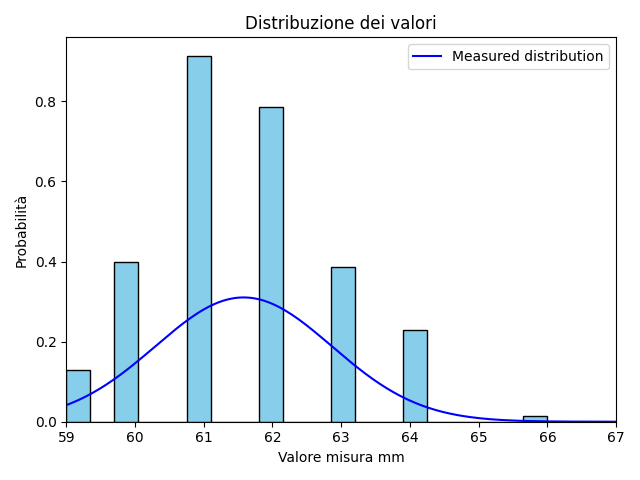 Distribuzione dei valori
Measured distribution
Probabilità
0.8
0.6
0.4
0.2
0.0
59 60 61 62 63 64 65 66 67
Valore misura mm